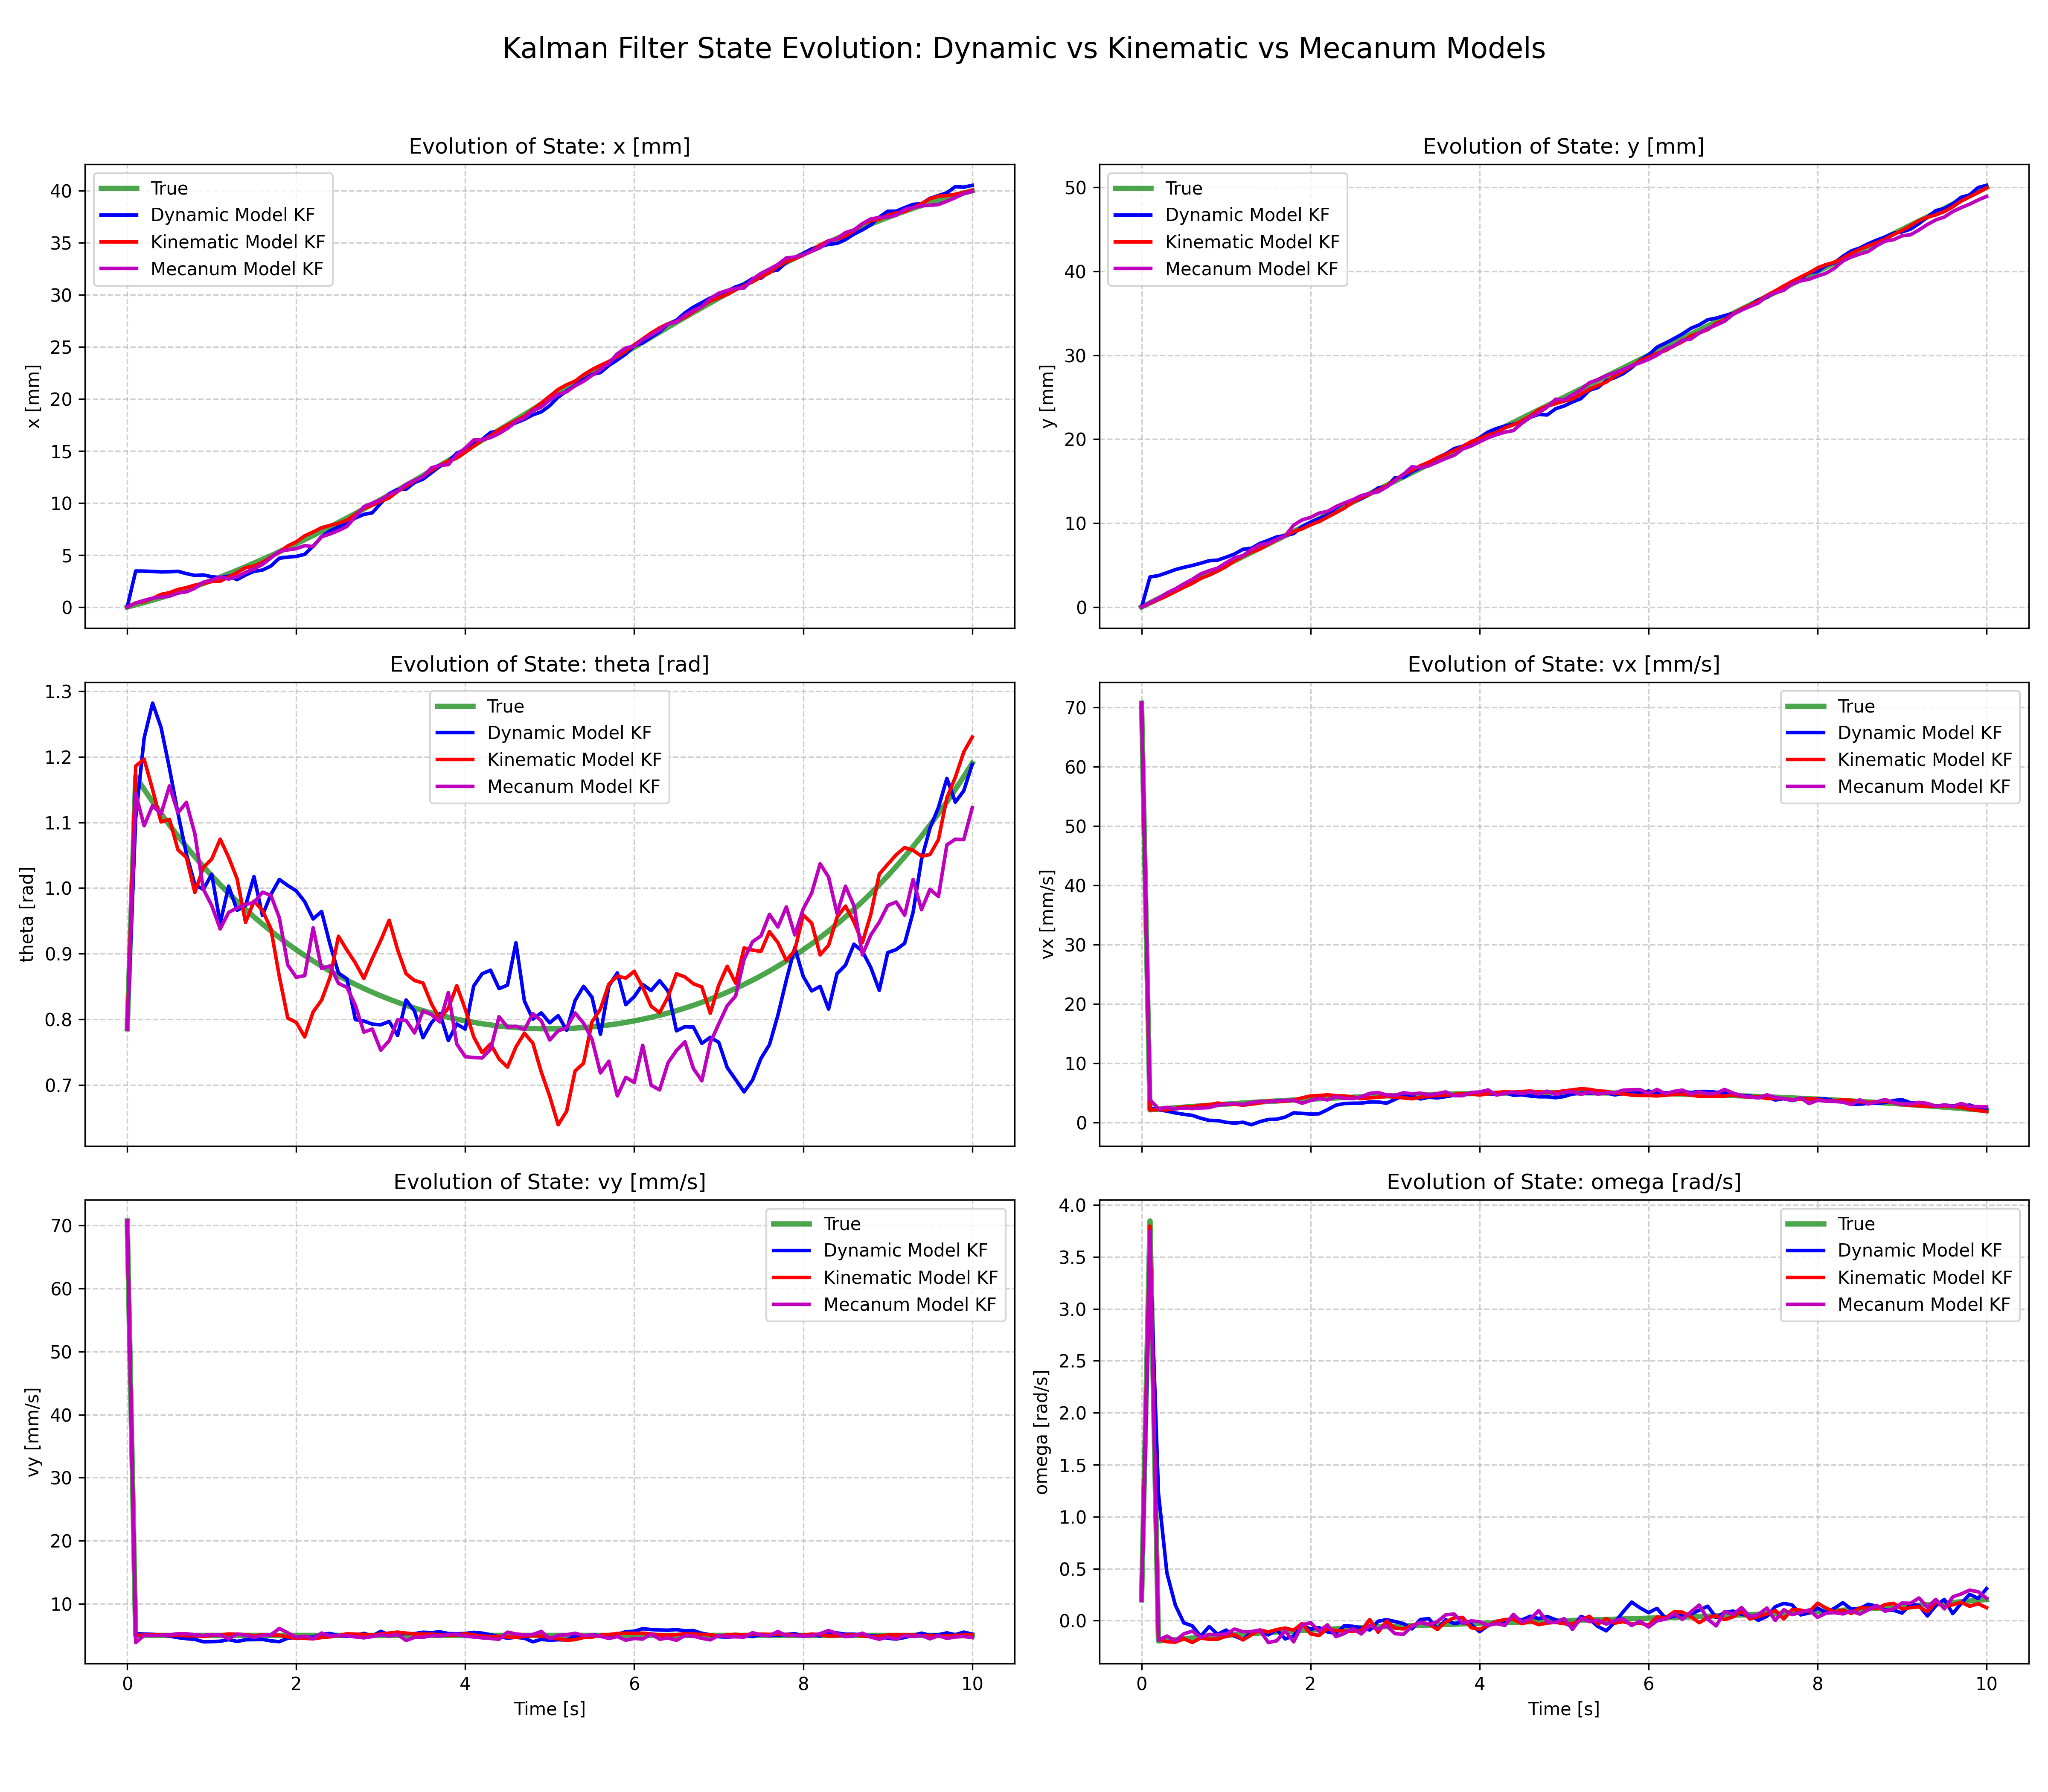 Kalman Filter State Evolution: Dynamic vs Kinematic vs Mecanum Models
Evolution of State: x [mm]
True
Dynamic Model KF
Kinematic Model KF
Mecanum Model KF
x [mm]
40
35
30
25
20
15
10
5
0
Evolution of State: y [mm]
True
Dynamic Model KF
Kinematic Model KF
Mecanum Model KF
y [mm]
50
40
30
20
10
0
Evolution of State: theta [rad]
True
Dynamic Model KF
Kinematic Model KF
Mecanum Model KF
theta [rad]
1.3
1.2
1.1
1.0
0.9
0.8
0.7
Evolution of State: vx [mm/s]
True
Dynamic Model KF
Kinematic Model KF
Mecanum Model KF
vx [mm/s]
70
60
50
40
30
20
10
0
Evolution of State: vy [mm/s]
True
Dynamic Model KF
Kinematic Model KF
Mecanum Model KF
vy [mm/s]
70
60
50
40
30
20
10
0 2 4 6 8 10
Time [s]
Evolution of State: omega [rad/s]
True
Dynamic Model KF
Kinematic Model KF
Mecanum Model KF
omega [rad/s]
4.0
3.5
3.0
2.5
2.0
1.5
1.0
0.5
0.0
0 2 4 6 8 10
Time [s]